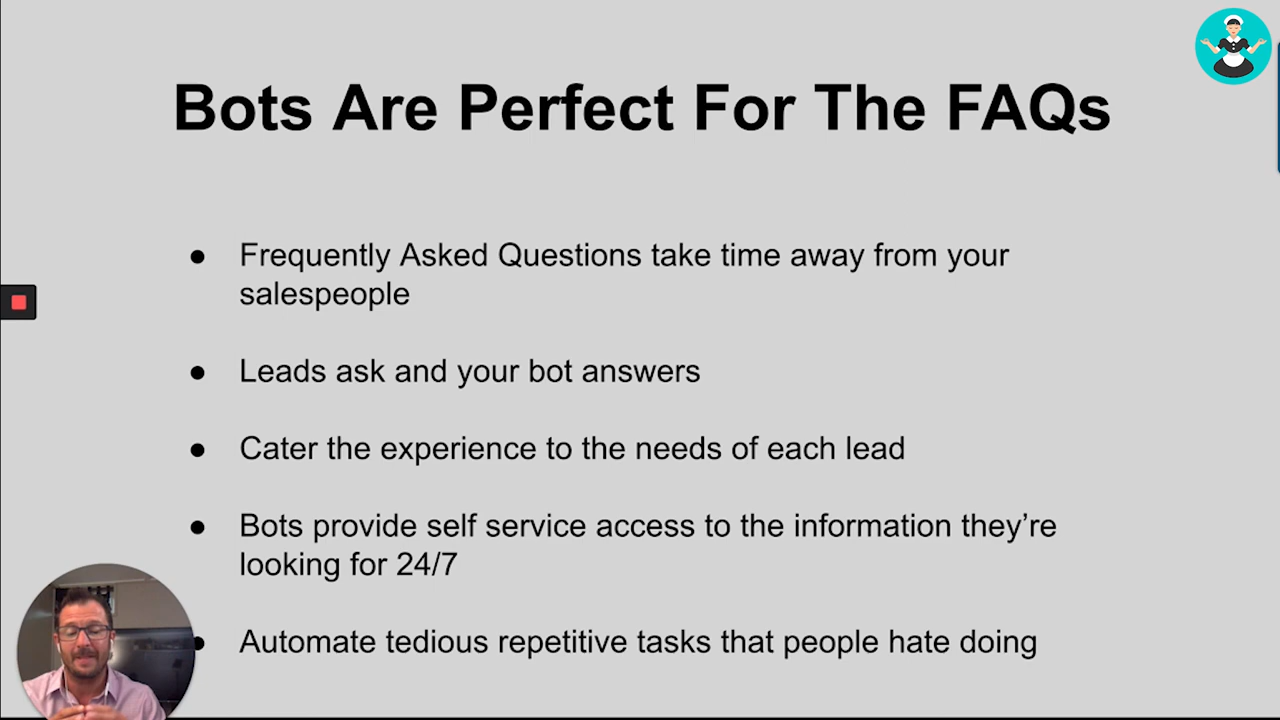 Bots Are Perfect For The FAQs
● Frequently Asked Questions take time away from your
salespeople
● Leads ask and your bot answers
● Cater the experience to the needs of each lead
● Bots provide self service access to the information they’re
looking for 24/7
● Automate tedious repetitive tasks that people hate doing